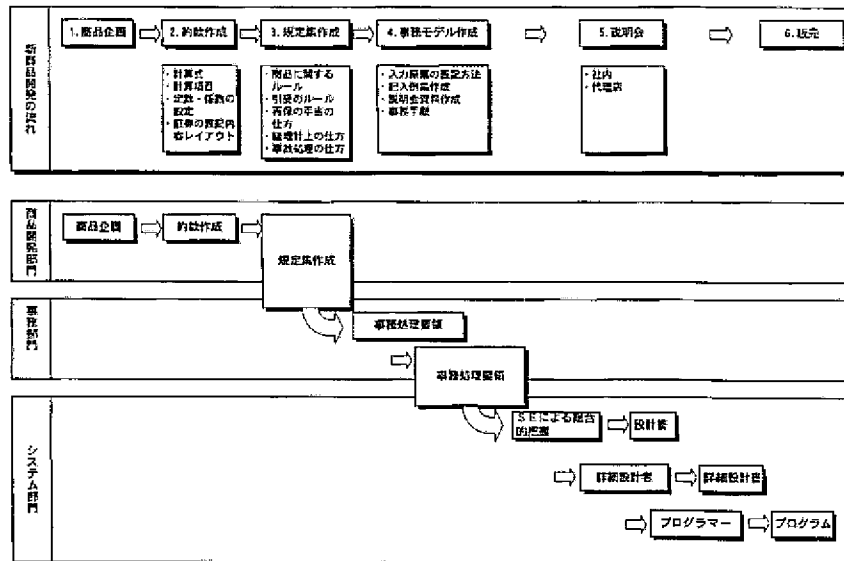 新商品開発の流れ
1. 商品企画
2. 約款作成
3. 規定集作成
4. 事務モデル作成
5. 説明会
6. 販売
・計算式
・計算項目
・定数・係数の
設定
・証券の表記内
容レイアウト
・商品に関する
ルール
・引受のルール
・再保の手当の
仕方
・経理計上の仕方
・事故処理の仕方
・入力原票の表記方法
・記入例集作成
・説明会資料作成
・事務手続
・社内
・代理店
商品開発部門
商品企画
約款作成
規定集作成
事務部門
事務処理要領
事務処理要領
システム部門
SEによる総合
的把握
設計書
詳細設計者
詳細設計書
プログラマー
プログラム